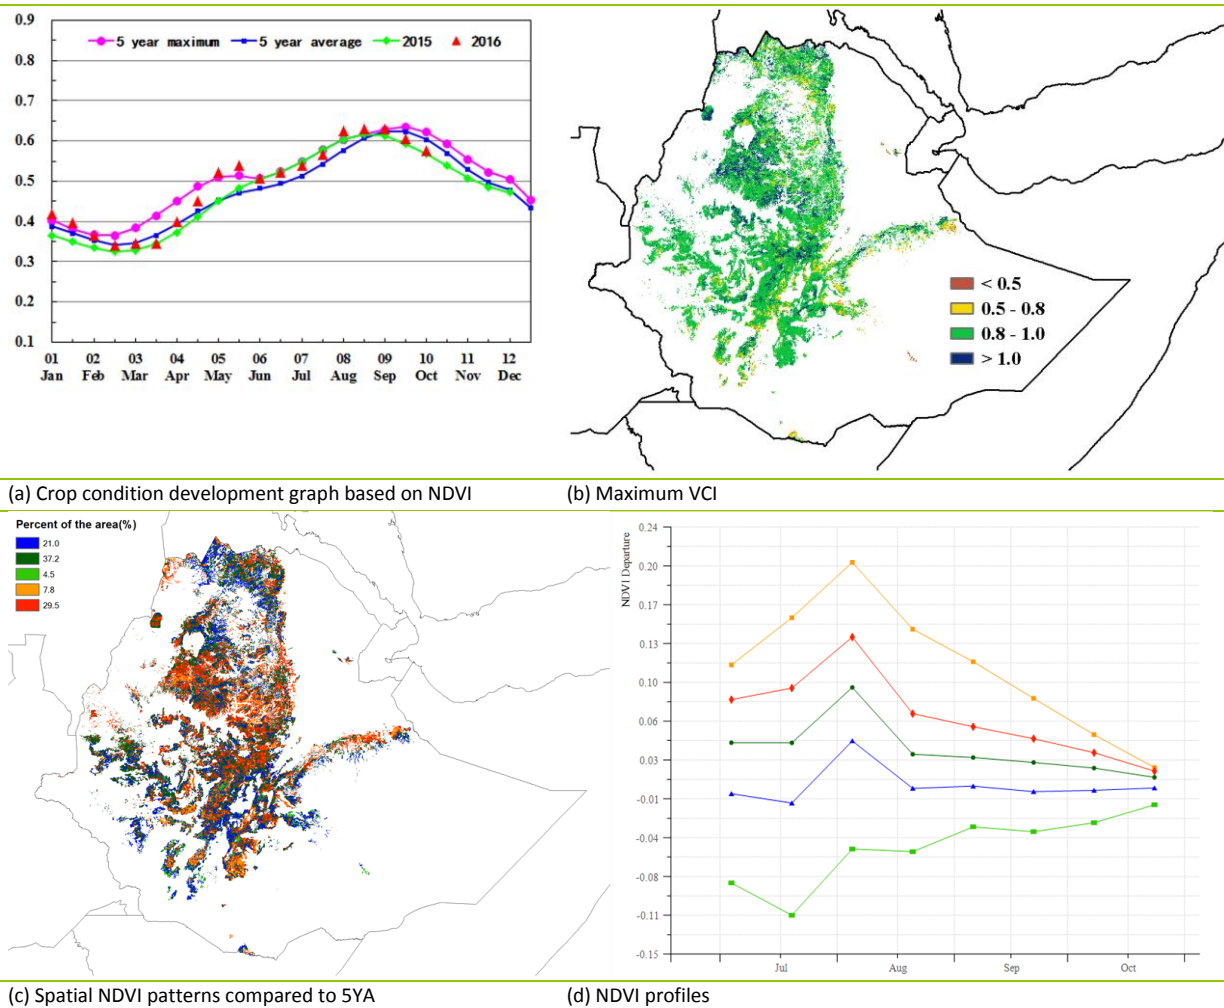 0.9
0.8
0.7
0.6
0.5
0.4
0.3
0.2
0.1
5 year maximum 5 year average 2015 2016
01 02 03 04 05 06 07 08 09 10 11 12
Jan Feb Mar Apr May Jun Jul Aug Sep Oct Nov Dec
< 0.5
0.5 - 0.8
0.8 - 1.0
> 1.0
(a) Crop condition development graph based on NDVI
(b) Maximum VCI
Percent of the area(%)
21.0
37.2
4.5
7.8
29.5
NDVI Departure
0.24
0.20
0.17
0.13
0.10
0.06
0.03
-0.01
-0.04
-0.08
-0.11
-0.15
Jul Aug Sep Oct
(c) Spatial NDVI patterns compared to 5YA
(d) NDVI profiles